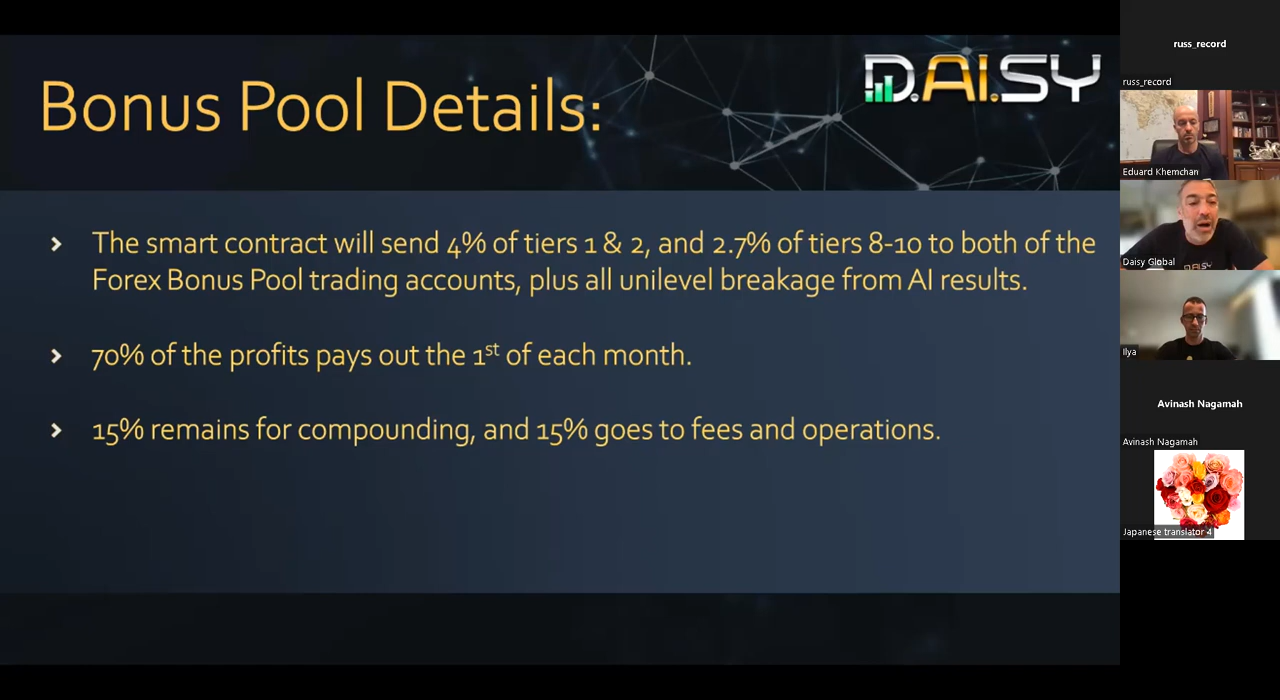 Bonus Pool Details:
D.AI.SY
The smart contract will send 4% of tiers 1 & 2, and 2.7% of tiers 8-10 to both of the
Forex Bonus Pool trading accounts, plus all unilevel breakage from AI results.
70% of the profits pays out the 1st of each month.
15% remains for compounding, and 15% goes to fees and operations.
russ_record
russ_record
Eduard Khemchan
Daisy Global
Ilya
Avinash Nagamah
Avinash Nagamah
Japanese translator 4